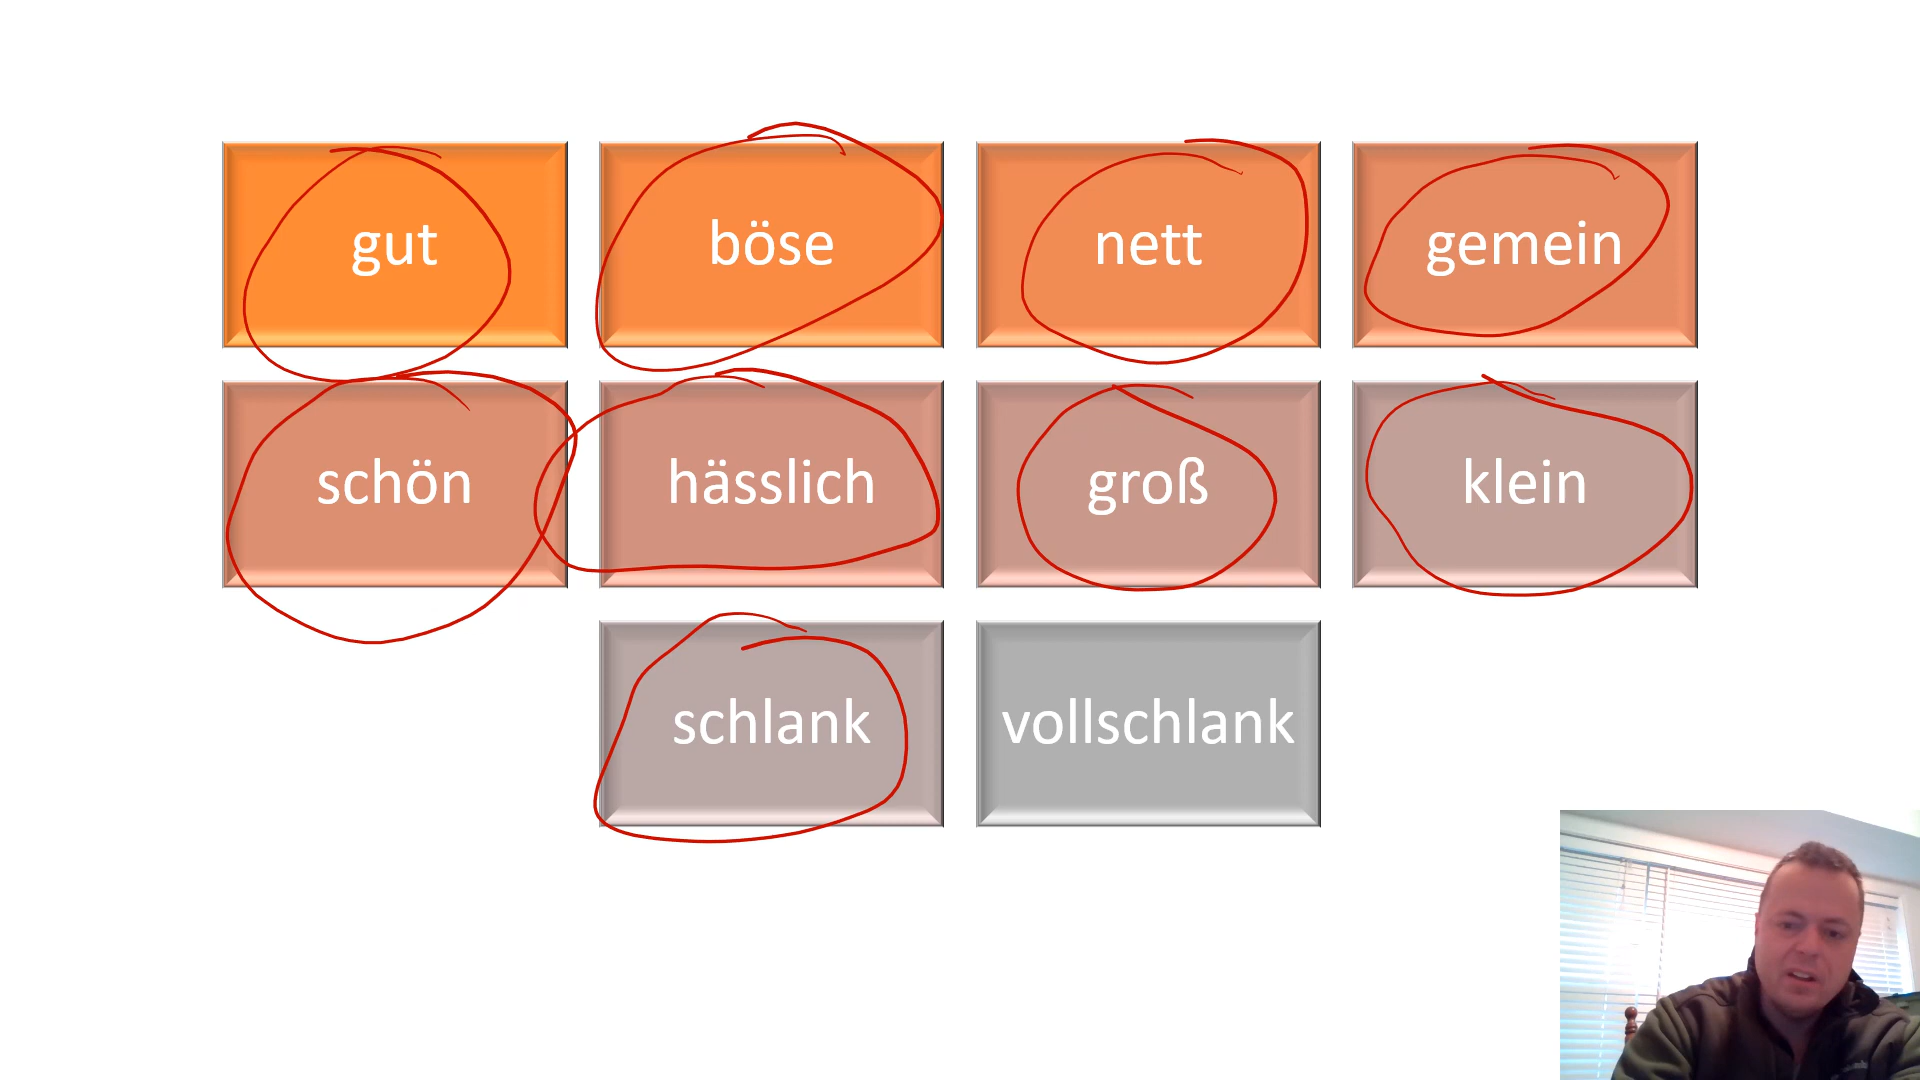 gut böse nett gemein
schön hässlich groß klein
schlank vollschlank